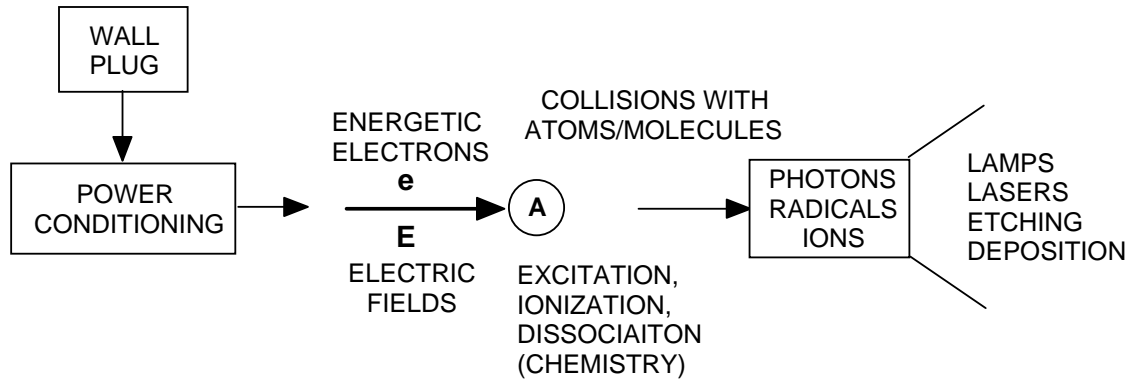 WALL
PLUG
POWER
CONDITIONING
ENERGETIC
ELECTRONS
e
E
ELECTRIC
FIELDS
COLLISIONS WITH
ATOMS/MOLECULES
A
EXCITATION,
IONIZATION,
DISSOCIAITON
(CHEMISTRY)
PHOTONS
RADICALS
IONS
LAMPS
LASERS
ETCHING
DEPOSITION